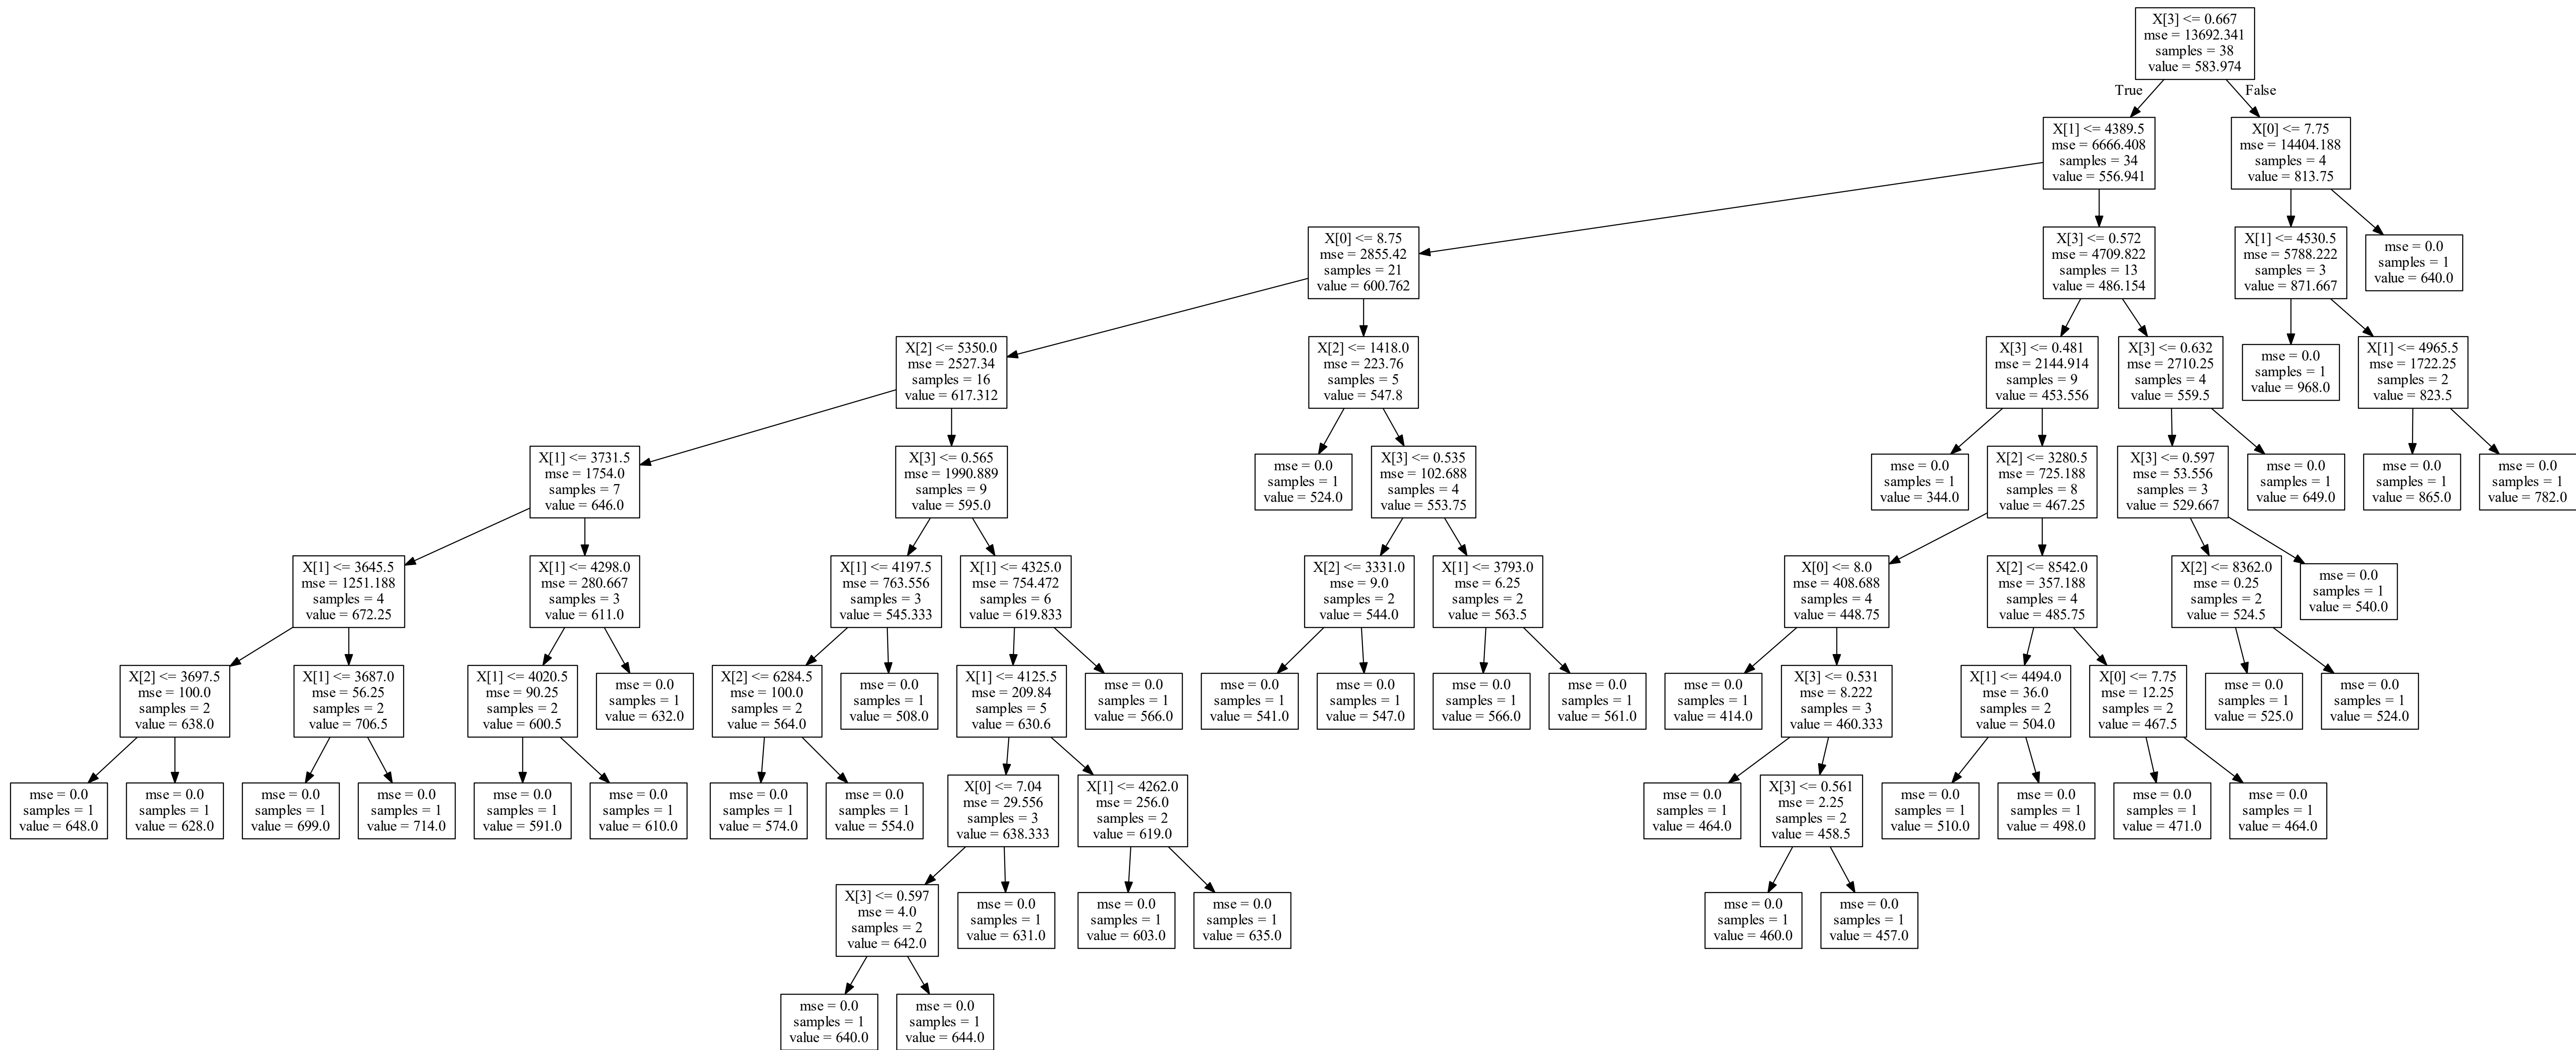 X[3] <= 0.667
mse = 13692.341
samples = 38
value = 583.974
True
False
X[1] <= 4389.5
mse = 6666.408
samples = 34
value = 556.941
X[0] <= 7.75
mse = 14404.188
samples = 4
value = 813.75
X[0] <= 8.75
mse = 2855.42
samples = 21
value = 600.762
X[3] <= 0.572
mse = 4709.822
samples = 13
value = 486.154
X[1] <= 4530.5
mse = 5788.222
samples = 3
value = 871.667
mse = 0.0
samples = 1
value = 640.0
X[2] <= 5350.0
mse = 2527.34
samples = 16
value = 617.312
X[2] <= 1418.0
mse = 223.76
samples = 5
value = 547.8
X[3] <= 0.481
mse = 2144.914
samples = 9
value = 453.556
X[3] <= 0.632
mse = 2710.25
samples = 4
value = 559.5
mse = 0.0
samples = 1
value = 968.0
X[1] <= 4965.5
mse = 1722.25
samples = 2
value = 823.5
X[1] <= 3731.5
mse = 1754.0
samples = 7
value = 646.0
X[3] <= 0.565
mse = 1990.889
samples = 9
value = 595.0
mse = 0.0
samples = 1
value = 524.0
X[3] <= 0.535
mse = 102.688
samples = 4
value = 553.75
mse = 0.0
samples = 1
value = 344.0
X[2] <= 3280.5
mse = 725.188
samples = 8
value = 467.25
X[3] <= 0.597
mse = 53.556
samples = 3
value = 529.667
mse = 0.0
samples = 1
value = 649.0
mse = 0.0
samples = 1
value = 865.0
mse = 0.0
samples = 1
value = 782.0
X[1] <= 3645.5
mse = 1251.188
samples = 4
value = 672.25
X[1] <= 4298.0
mse = 280.667
samples = 3
value = 611.0
X[1] <= 4197.5
mse = 763.556
samples = 3
value = 545.333
X[1] <= 4325.0
mse = 754.472
samples = 6
value = 619.833
X[2] <= 3331.0
mse = 9.0
samples = 2
value = 544.0
X[1] <= 3793.0
mse = 6.25
samples = 2
value = 563.5
X[0] <= 8.0
mse = 408.688
samples = 4
value = 448.75
X[2] <= 8542.0
mse = 357.188
samples = 4
value = 485.75
X[2] <= 8362.0
mse = 0.25
samples = 2
value = 524.5
mse = 0.0
samples = 1
value = 540.0
X[2] <= 3697.5
mse = 100.0
samples = 2
value = 638.0
X[1] <= 3687.0
mse = 56.25
samples = 2
value = 706.5
X[1] <= 4020.5
mse = 90.25
samples = 2
value = 600.5
mse = 0.0
samples = 1
value = 632.0
X[2] <= 6284.5
mse = 100.0
samples = 2
value = 564.0
mse = 0.0
samples = 1
value = 508.0
X[1] <= 4125.5
mse = 209.84
samples = 5
value = 630.6
mse = 0.0
samples = 1
value = 566.0
mse = 0.0
samples = 1
value = 541.0
mse = 0.0
samples = 1
value = 547.0
mse = 0.0
samples = 1
value = 566.0
mse = 0.0
samples = 1
value = 561.0
mse = 0.0
samples = 1
value = 414.0
X[3] <= 0.531
mse = 8.222
samples = 3
value = 460.333
X[1] <= 4494.0
mse = 36.0
samples = 2
value = 504.0
X[0] <= 7.75
mse = 12.25
samples = 2
value = 467.5
mse = 0.0
samples = 1
value = 525.0
mse = 0.0
samples = 1
value = 524.0
mse = 0.0
samples = 1
value = 648.0
mse = 0.0
samples = 1
value = 628.0
mse = 0.0
samples = 1
value = 699.0
mse = 0.0
samples = 1
value = 714.0
mse = 0.0
samples = 1
value = 591.0
mse = 0.0
samples = 1
value = 610.0
mse = 0.0
samples = 1
value = 574.0
mse = 0.0
samples = 1
value = 554.0
X[0] <= 7.04
mse = 29.556
samples = 3
value = 638.333
X[1] <= 4262.0
mse = 256.0
samples = 2
value = 619.0
mse = 0.0
samples = 1
value = 464.0
X[3] <= 0.561
mse = 2.25
samples = 2
value = 458.5
mse = 0.0
samples = 1
value = 510.0
mse = 0.0
samples = 1
value = 498.0
mse = 0.0
samples = 1
value = 471.0
mse = 0.0
samples = 1
value = 464.0
X[3] <= 0.597
mse = 4.0
samples = 2
value = 642.0
mse = 0.0
samples = 1
value = 631.0
mse = 0.0
samples = 1
value = 603.0
mse = 0.0
samples = 1
value = 635.0
mse = 0.0
samples = 1
value = 460.0
mse = 0.0
samples = 1
value = 457.0
mse = 0.0
samples = 1
value = 640.0
mse = 0.0
samples = 1
value = 644.0